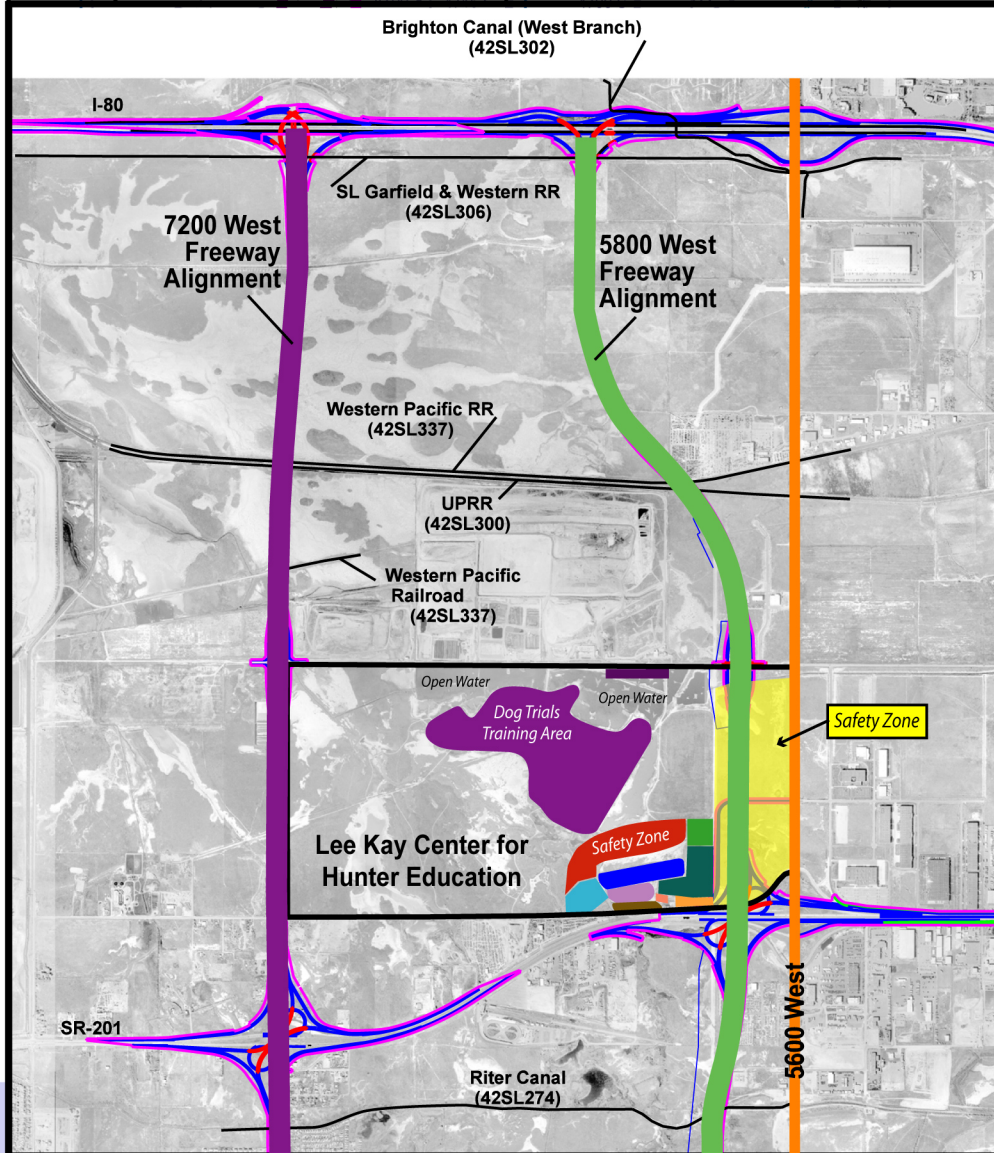 Brighton Canal (West Branch)
(42SL302)
I-80
SL Garfield & Western RR
(42SL306)
7200 West
Freeway
Alignment
5800 West
Freeway
Alignment
Western Pacific RR
(42SL337)
UPRR
(42SL300)
Western Pacific
Railroad
(42SL337)
Open Water
Open Water
Dog Trials
Training Area
Safety Zone
Safety Zone
Lee Kay Center for
Hunter Education
5600 West
SR-201
Riter Canal
(42SL274)